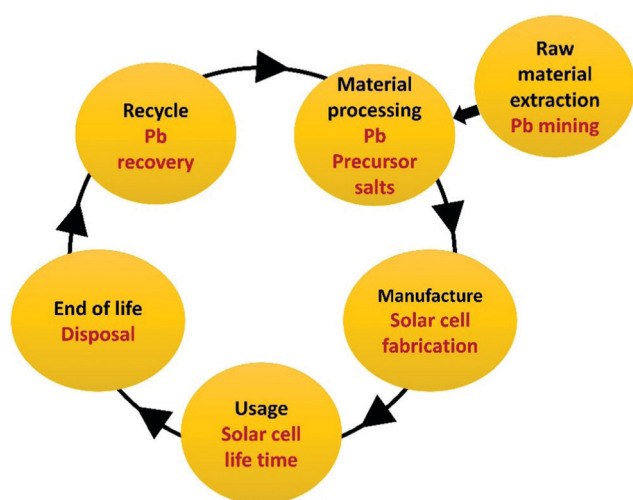 Raw
material
extraction
Pb mining
Material
processing
Pb
Precursor
salts
Manufacture
Solar cell
fabrication
Usage
Solar cell
life time
End of life
Disposal
Recycle
Pb
recovery